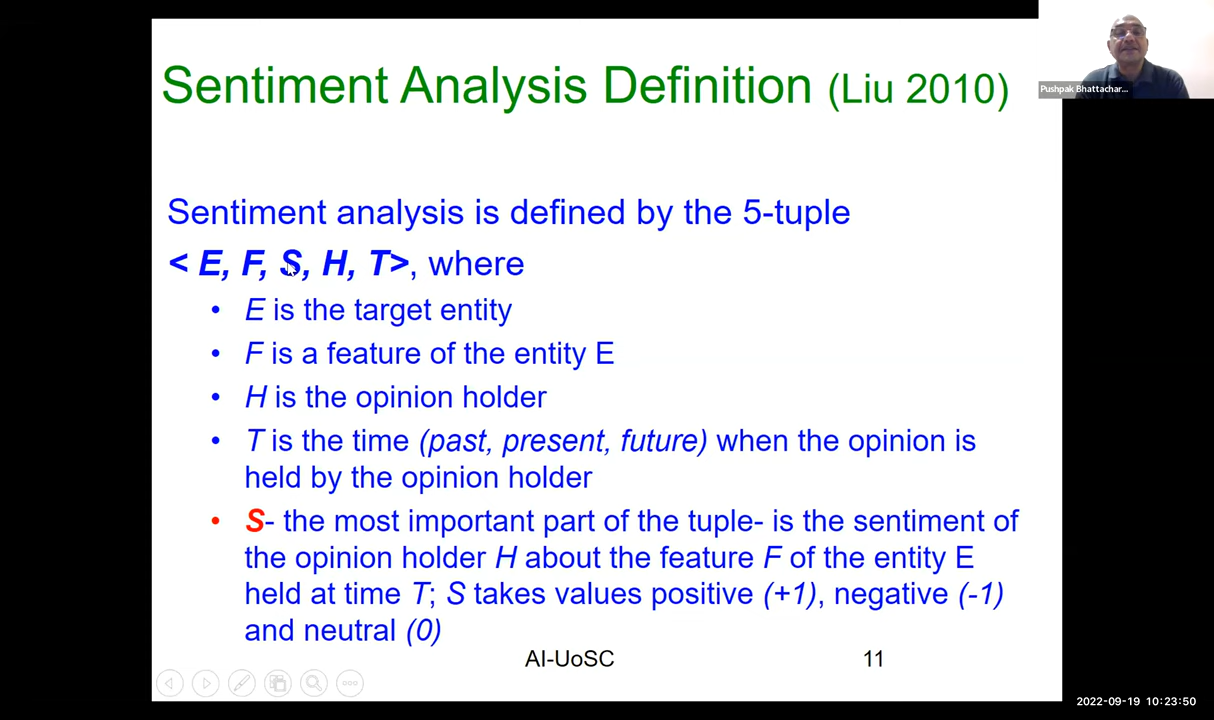 Sentiment Analysis Definition (Liu 2010)
Pushpak Bhattachar...
Sentiment analysis is defined by the 5-tuple
< E, F, S, H, T>, where
• E is the target entity
• F is a feature of the entity E
• H is the opinion holder
• T is the time (past, present, future) when the opinion is
held by the opinion holder
• S- the most important part of the tuple- is the sentiment of
the opinion holder H about the feature F of the entity E
held at time T; S takes values positive (+1), negative (-1)
and neutral (0)
AI-UoSC 11
2022-09-19 10:23:50